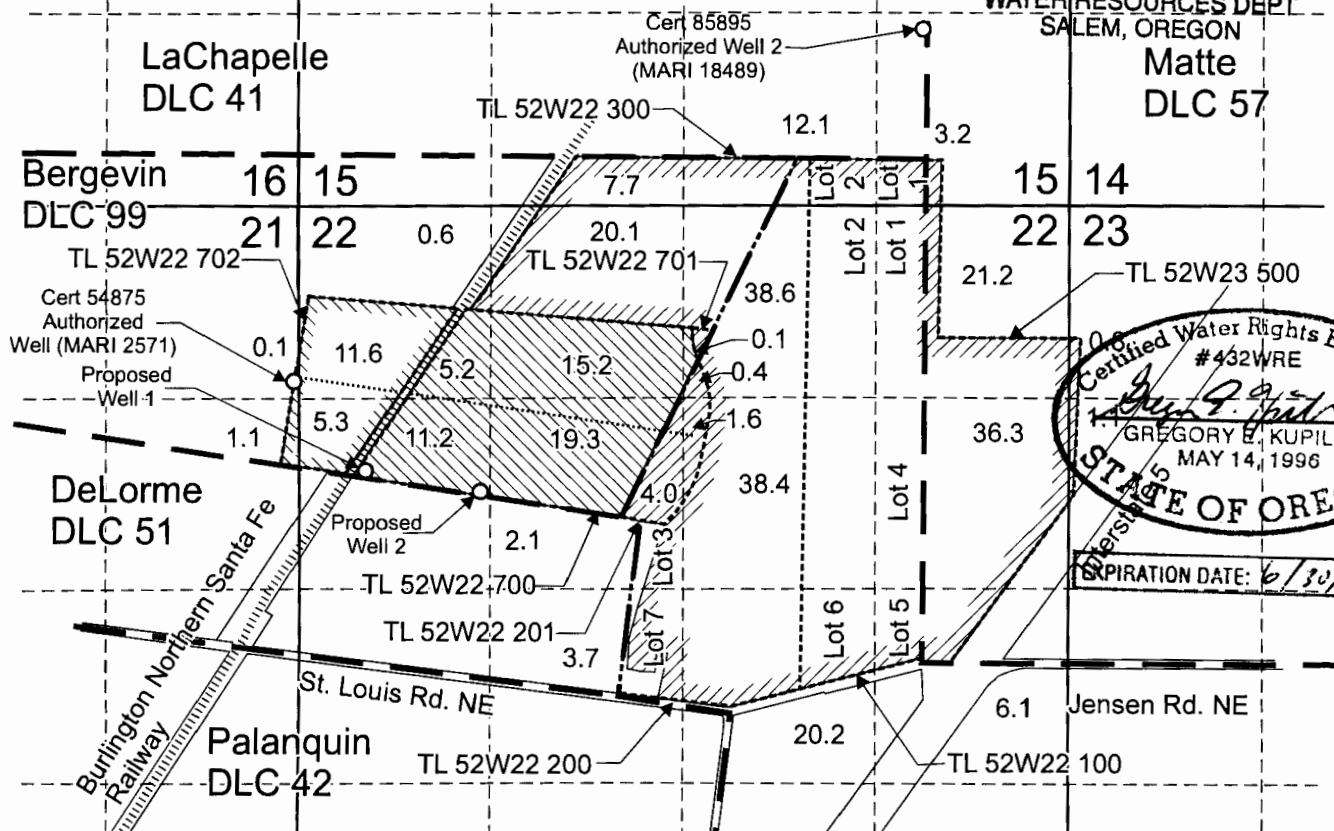 WATER RESOURCES DEPT
SALEM, OREGON
Cert 85895
Authorized Well 2
(MARI 18489)
LaChapelle
DLC 41
Matte
DLC 57
TL 52W22 300
12.1
3.2
Bergevin
DLC 99
16 15
7.7
Lot 2
Lot 1
15 14
21 22
0.6
20.1
22 23
TL 52W22 702
TL 52W22 701
Lot 2
Lot 1
21.2
TL 52W23 500
Cert 54875
Authorized
Well (MARI 2571)
38.6
0.1
11.6
5.2
15.2
0.1
0.4
Proposed
Well 1
5.3
11.2
19.3
1.6
1.1
36.3
Certified Water Rights
#432WRE
GREGORY E. KUPIL
MAY 14, 1996
STATE OF ORE
Interstate 5
EXPIRATION DATE: 6/30/
DeLorme
DLC 51
4.0
38.4
Lot 4
Proposed
Well 2
2.1
Lot 3
TL 52W22 700
TL 52W22 201
Lot 7
Lot 6
Lot 5
3.7
Burlington Northern Santa Fe
Railway
St. Louis Rd. NE
6.1
Jensen Rd. NE
20.2
Palanquin
DLC 42
TL 52W22 200
TL 52W22 100